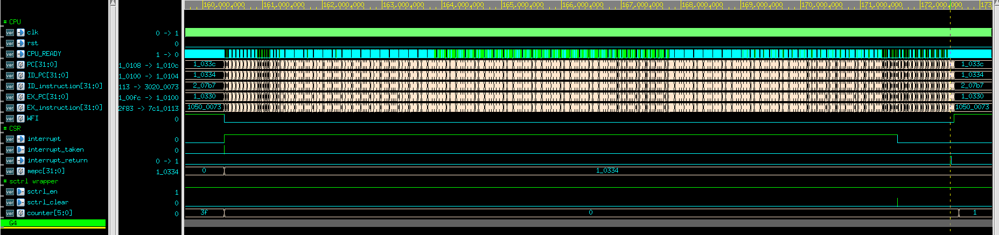 160,000,000 161,000,000 162,000,000 163,000,000 164,000,000 165,000,000 166,000,000 167,000,000 168,000,000 169,000,000 170,000,000 171,000,000 172,000,000 173
= CPU
ver clk 0 -> 1
ver rst 0
ver CPU_READY 1 -> 0
ver PC[31:0] 1_0108 -> 1_010c 1_033c 1_033c
ver ID_PC[31:0] 1_0100 -> 1_0104 1_0334 1_0334
ver ID_instruction[31:0] 113 -> 3020_0073 2_07b7 2_07b7
ver EX_PC[31:0] 1_00fc -> 1_0100 1_0330 1_0330
ver EX_instruction[31:0] 2f83 -> 7c1_0113 1050_0073 1050_0073
ver WFI 0
= CSR
ver interrupt 0
ver interrupt_taken 0
ver interrupt_return 0 -> 1
ver mepc[31:0] 1_0334 0 1_0334
= sctrl wrapper
ver sctrl_en 1
ver sctrl_clear 0
ver counter[5:0] 0 3f 0 1
G4